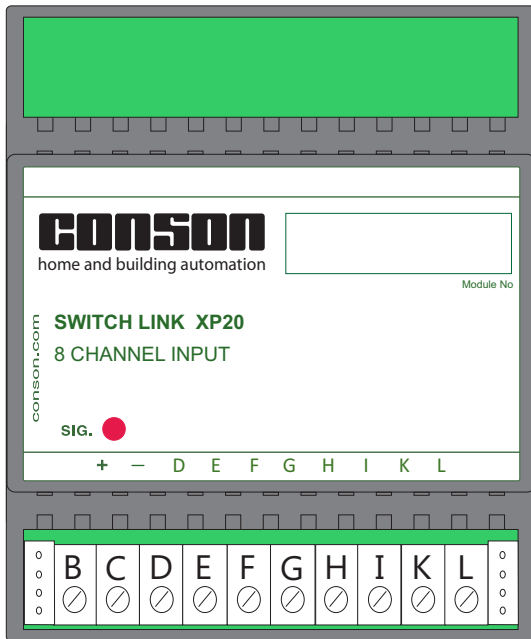 conson
home and building automation
Module No
conson.com
SWITCH LINK XP20
8 CHANNEL INPUT
SIG.
+ – D E F G H I K L
B C D E F G H I K L